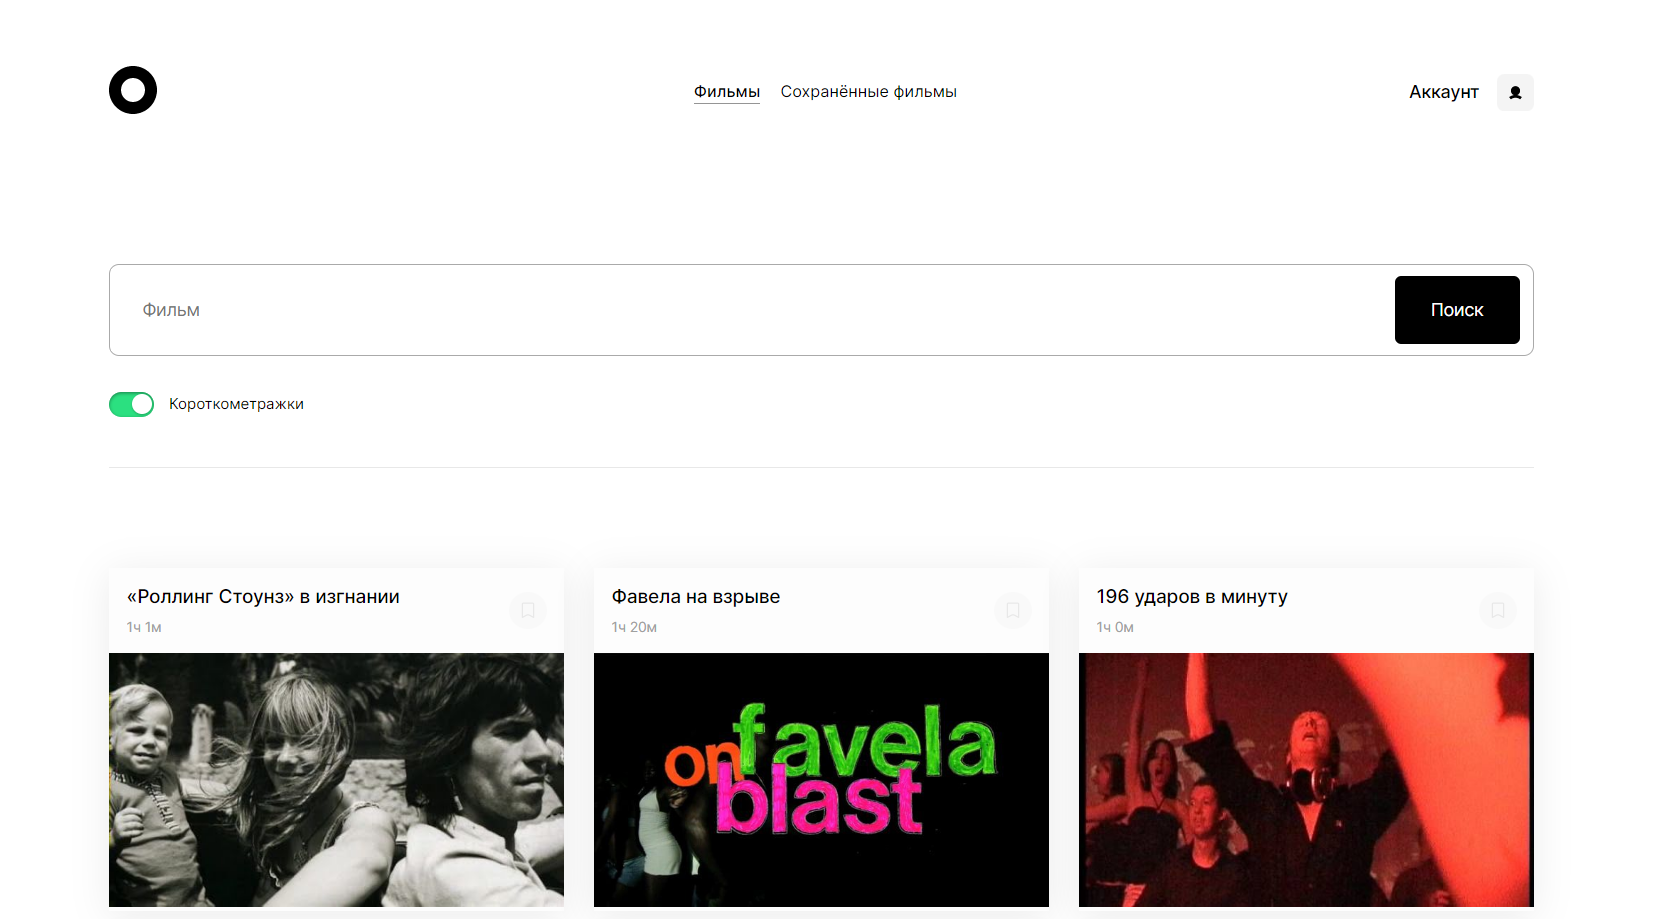 Фильмы Сохранённые фильмы Аккаунт
Фильм Поиск
Короткометражки
«Роллинг Стоунз» в изгнании
1ч 1м
Фавела на взрыве
1ч 20м
196 ударов в минуту
1ч 0м
on favela
blast